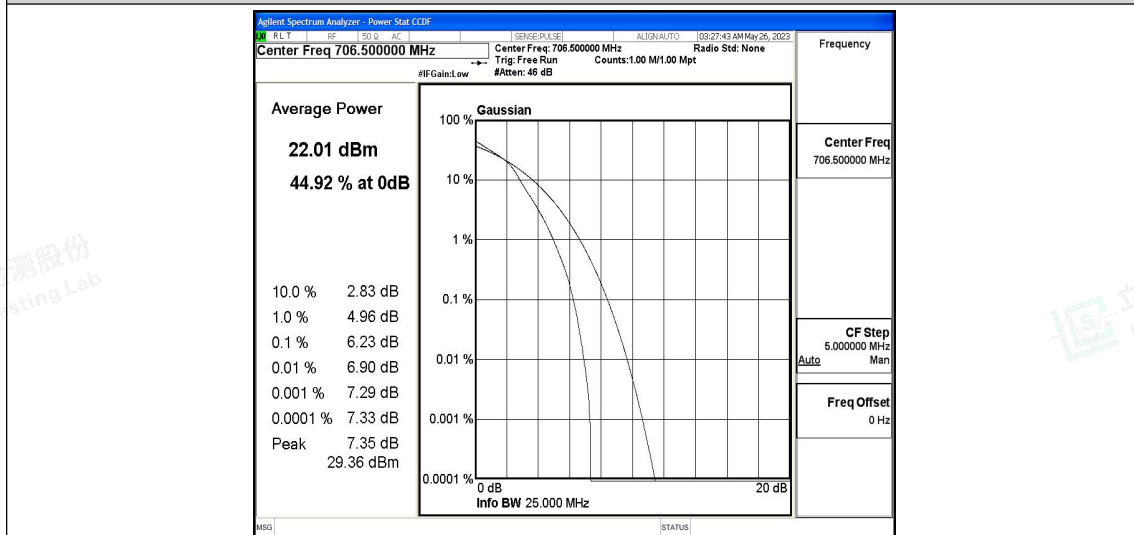 Agilent Spectrum Analyzer - Power Stat CCDF
LXI R L T RF 50 Ω AC SENSE:PULSE ALIGN AUTO 03:27:43 AM May 26, 2023
Center Freq 706.500000 MHz
Center Freq: 706.500000 MHz Radio Std: None
Trig: Free Run Counts:1.00 M/1.00 Mpt
#IFGain:Low #Atten: 46 dB
Frequency
Average Power
22.01 dBm
44.92 % at 0dB
10.0 % 2.83 dB
1.0 % 4.96 dB
0.1 % 6.23 dB
0.01 % 6.90 dB
0.001 % 7.29 dB
0.0001 % 7.33 dB
Peak 7.35 dB
29.36 dBm
Gaussian
100 %
10 %
1 %
0.1 %
0.01 %
0.001 %
0.0001 %
0 dB 20 dB
Info BW 25.000 MHz
Center Freq
706.500000 MHz
CF Step
5.000000 MHz
Auto Man
Freq Offset
0 Hz
MSG STATUS
测股份
sting Lab
立